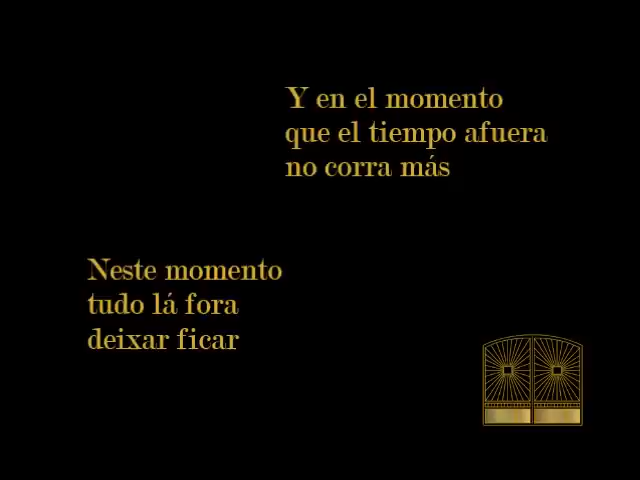 Y en el momento
que el tiempo afuera
no corra más
Neste momento
tudo lá fora
deixar ficar